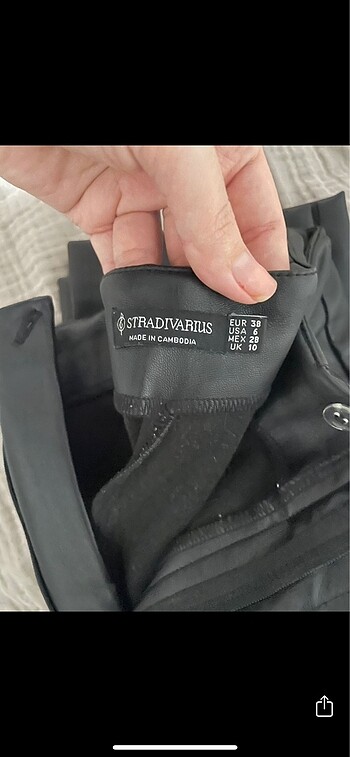 STRADIVARIUS
MADE IN CAMBODIA
EUR 38
USA 6
MEX 28
UK 10